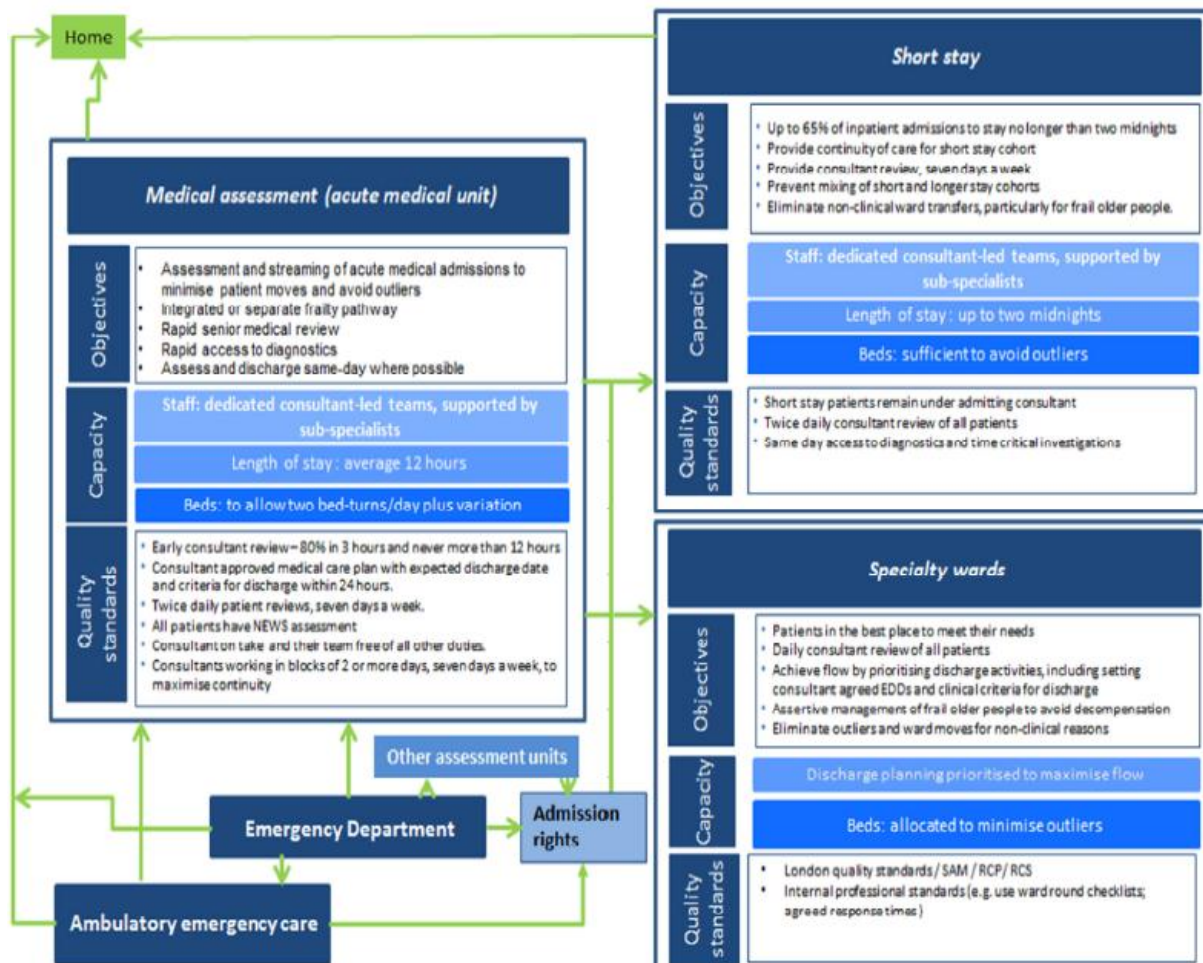 Home
Medical assessment (acute medical unit)
Objectives
• Assessment and streaming of acute medical admissions to
minimise patient moves and avoid outliers
• Integrated or separate frailty pathway
• Rapid senior medical review
• Rapid access to diagnostics
• Assess and discharge same-day where possible
Capacity
Staff: dedicated consultant-led teams, supported by
sub-specialists
Length of stay : average 12 hours
Beds: to allow two bed-turns/day plus variation
Quality
standards
• Early consultant review – 80% in 3 hours and never more than 12 hours
• Consultant approved medical care plan with expected discharge date
and criteria for discharge within 24 hours.
• Twice daily patient reviews, seven days a week.
• All patients have NEWS assessment
• Consultant on take and their team free of all other duties.
• Consultants working in blocks of 2 or more days, seven days a week, to
maximise continuity
Other assessment units
Emergency Department
Admission
rights
Ambulatory emergency care
Short stay
Objectives
• Up to 65% of inpatient admissions to stay no longer than two midnights
• Provide continuity of care for short stay cohort
• Provide consultant review, seven days a week
• Prevent mixing of short and longer stay cohorts
• Eliminate non-clinical ward transfers, particularly for frail older people.
Capacity
Staff: dedicated consultant-led teams, supported by
sub-specialists
Length of stay : up to two midnights
Beds: sufficient to avoid outliers
Quality
standards
• Short stay patients remain under admitting consultant
• Twice daily consultant review of all patients
• Same day access to diagnostics and time critical investigations
Specialty wards
Objectives
• Patients in the best place to meet their needs
• Daily consultant review of all patients
• Achieve flow by prioritising discharge activities, including setting
consultant agreed EDDs and clinical criteria for discharge
• Assertive management of frail older people to avoid decompensation
• Eliminate outliers and ward moves for non-clinical reasons
Capacity
Discharge planning prioritised to maximise flow
Beds: allocated to minimise outliers
Quality
standards
• London quality standards / SAM / RCP/ RCS
• Internal professional standards (e.g. use ward round checklists;
agreed response times )